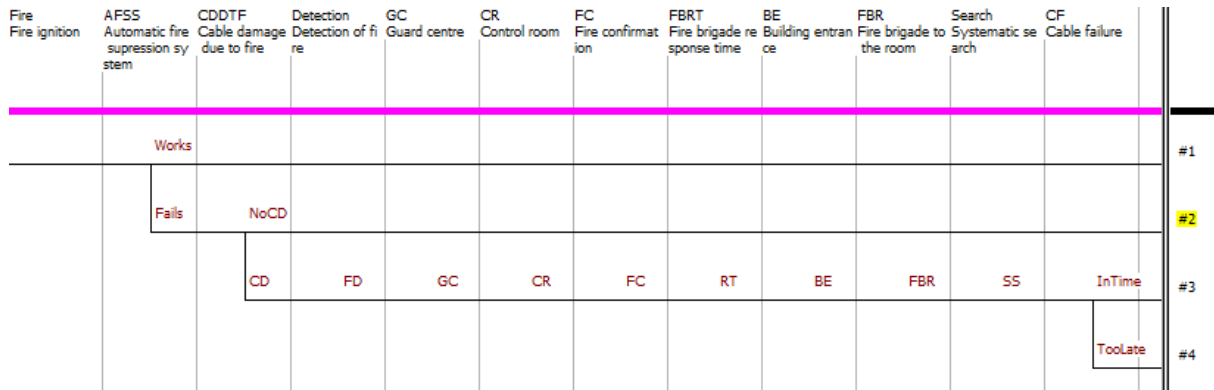 Fire AFSS CDDTF Detection GC CR FC FBRT BE FBR Search CF
Fire ignition Automatic fire Cable damage Detection of fi Guard centre Control room Fire confirmat Fire brigade re Building entran Fire brigade to Systematic se Cable failure
supression sy due to fire re ion sponse time ce the room arch
stem
Works
#1
Fails NoCD
#2
CD FD GC CR FC RT BE FBR SS InTime
#3
TooLate
#4